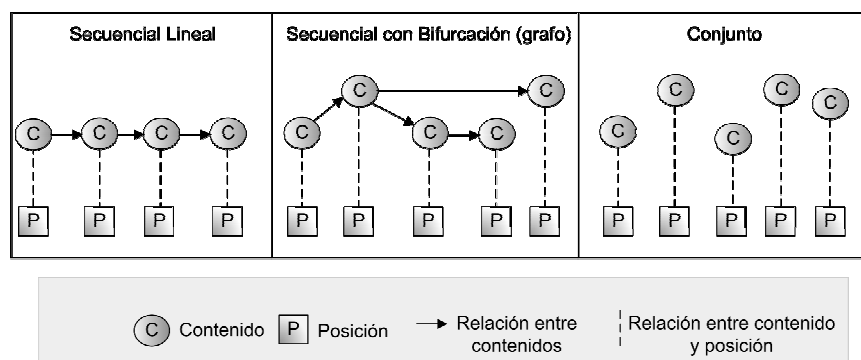 Secuencial Lineal
Secuencial con Bifurcación (grafo)
Conjunto
C C C C
C C C C C
C C C C C
P P P P
P P P P P
P P P P P
C Contenido
P Posición
Relación entre
contenidos
Relación entre contenido
y posición